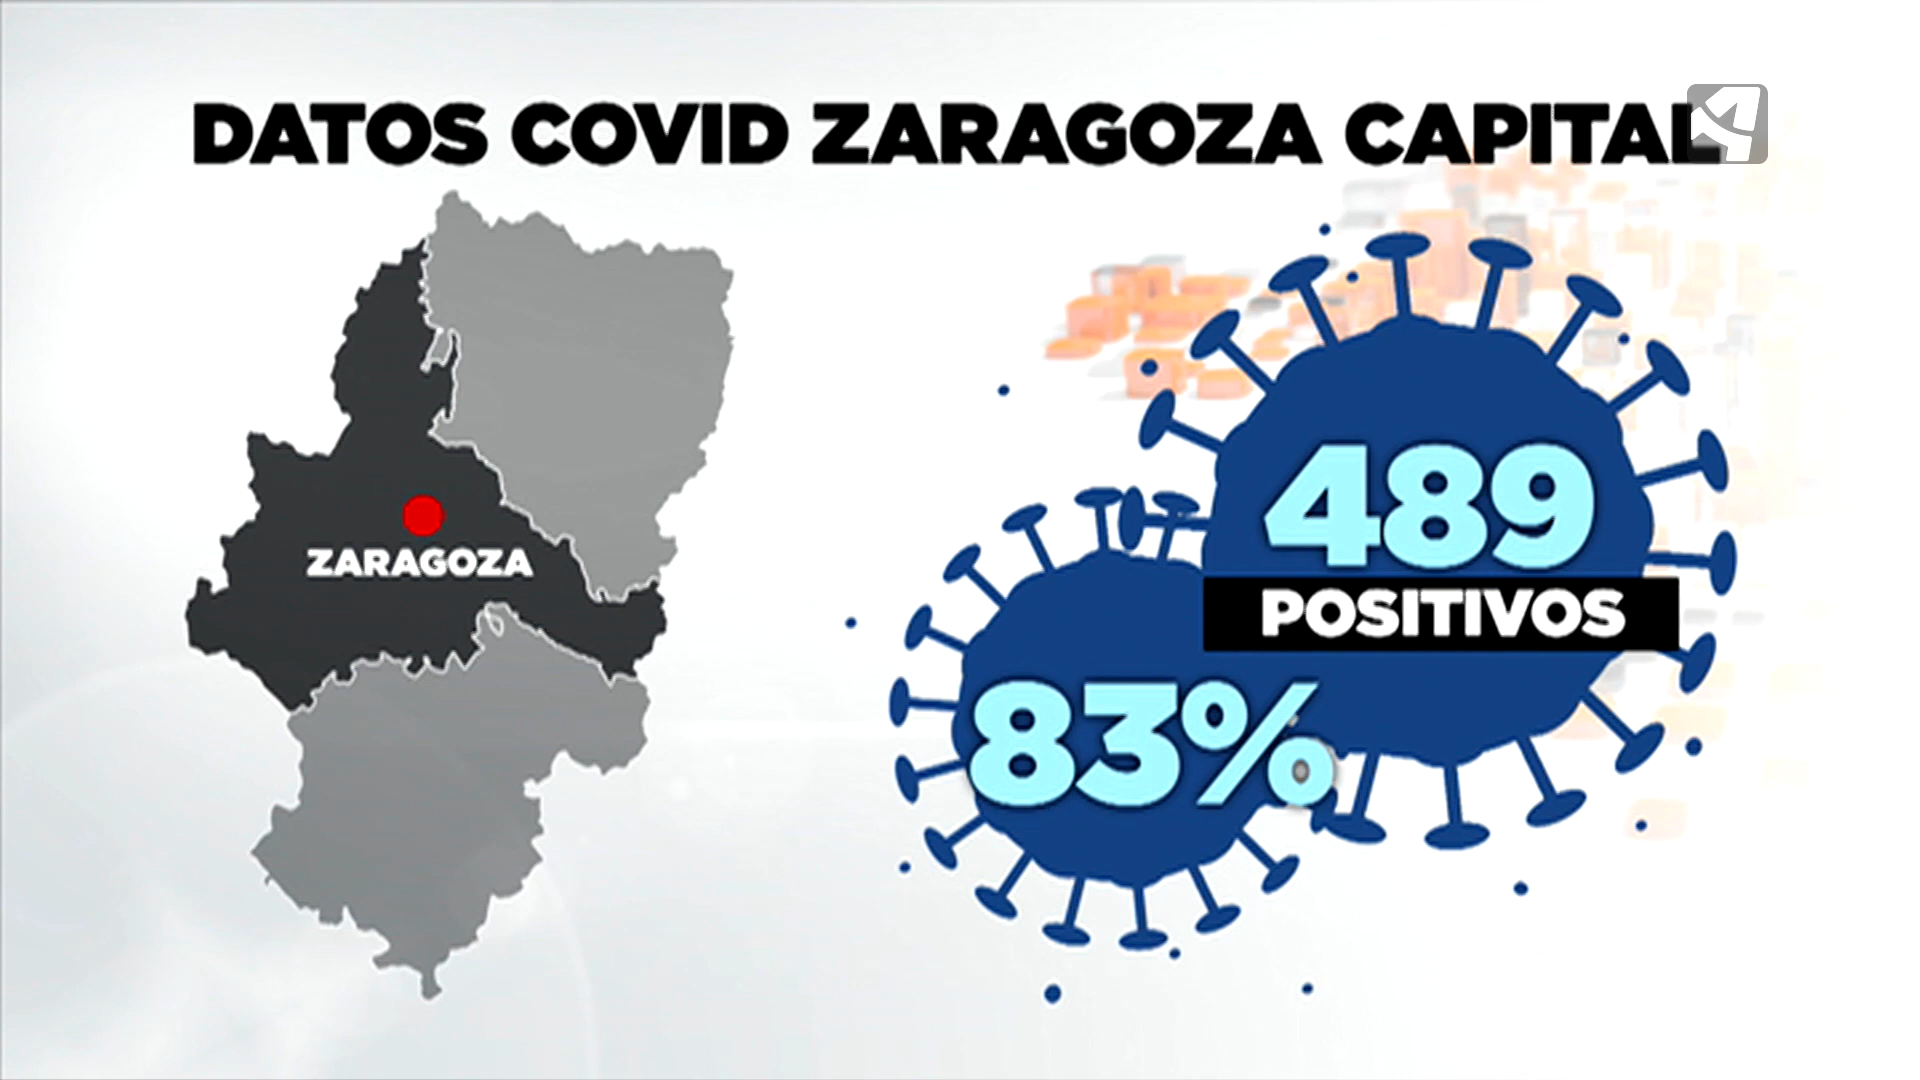 DATOS COVID ZARAGOZA CAPITAL
ZARAGOZA
489
POSITIVOS
83%